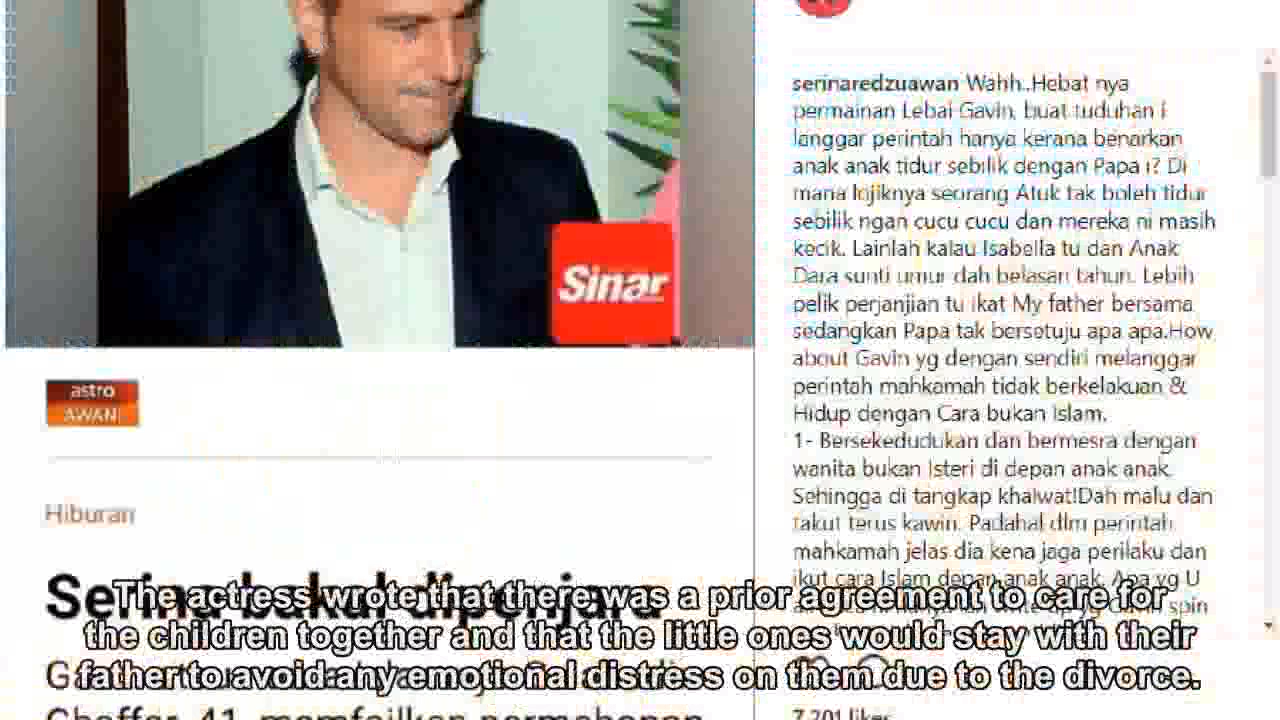 Sinar
astro
AWANI
Hiburan
Serina bakal dipenjara
serinaredzuawan Wahh..Hebat nya
permainan Lebai Gavin, buat tuduhan i
langgar perintah hanya kerana benarkan
anak anak tidur sebilik dengan Papa i? Di
mana lojiknya seorang Atuk tak boleh tidur
sebilik ngan cucu cucu dan mereka ni masih
kecik. Lainlah kalau Isabella tu dan Anak
Dara sunti umur dah belasan tahun. Lebih
pelik perjanjian tu ikat My father bersama
sedangkan Papa tak bersetuju apa apa.How
about Gavin yg dengan sendiri melanggar
perintah mahkamah tidak berkelakuan &
Hidup dengan Cara bukan Islam.
1- Bersekedudukan dan bermesra dengan
wanita bukan Isteri di depan anak anak.
Sehingga di tangkap khalwat!Dah malu dan
takut terus kawin. Padahal dlm perintah
mahkamah jelas dia kena jaga perilaku dan
ikut cara Islam depan anak anak. Apa yg U
spin
7,201 likes
The actress wrote that there was a prior agreement to care for
the children together and that the little ones would stay with their
father to avoid any emotional distress on them due to the divorce.